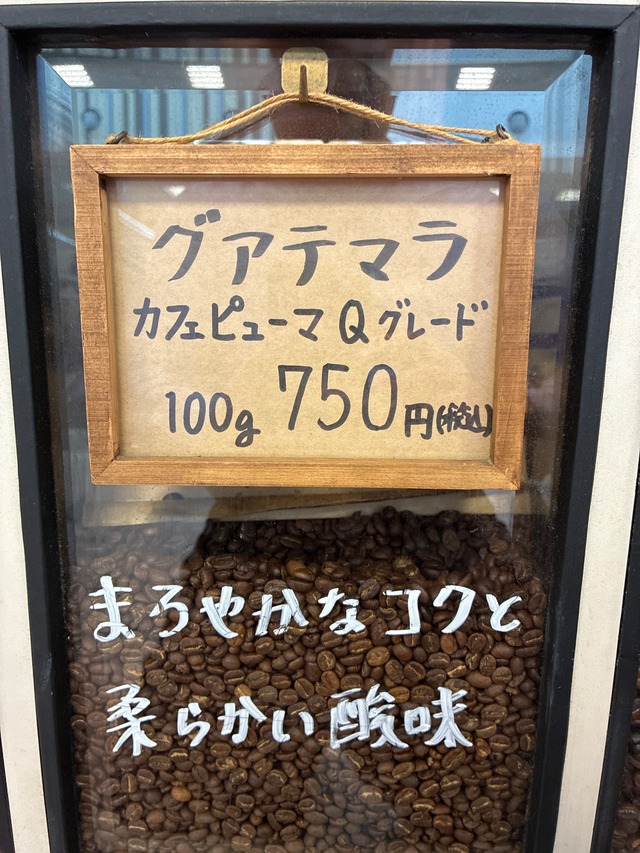 グアテマラ
カフェピューマ Q グレード
100g 750円(税込)
まろやかなコクと
柔らかい酸味